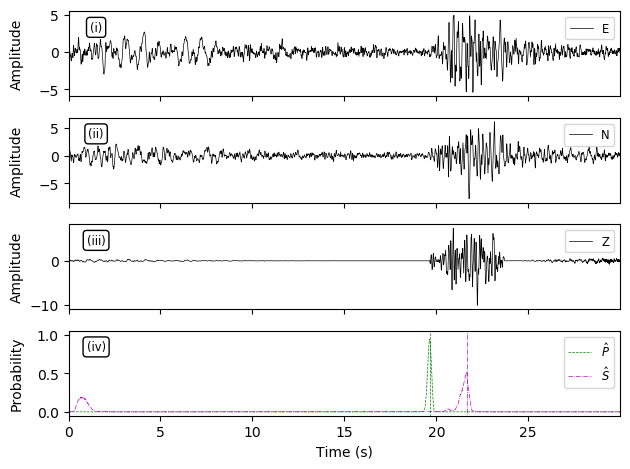 5
0
−5
Amplitude
(i)
E
5
0
−5
Amplitude
(ii)
N
0
−10
Amplitude
(iii)
Z
1.0
0.5
0.0
Probability
(iv)
P̂
Ŝ
0 5 10 15 20 25
Time (s)